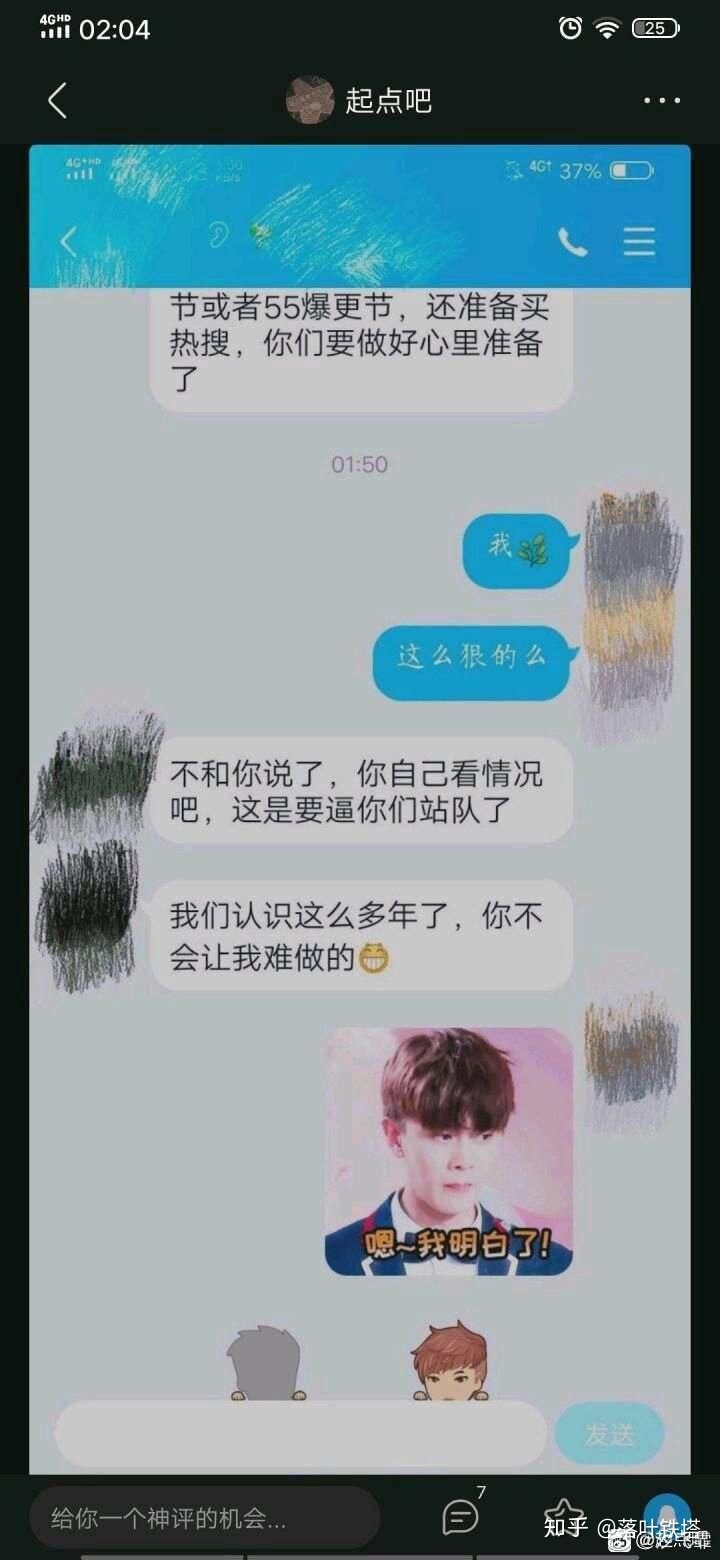 4GHD 02:04 25
起点吧
4G+HD
KB/S
4G† 37%
节或者55爆更节，还准备买
热搜，你们要做好心里准备
了
01:50
我
这么狠的么
不和你说了，你自己看情况
吧，这是要逼你们站队了
我们认识这么多年了，你不
会让我难做的
嗯~我明白了!
发送
给你一个神评的机会...
7
知乎 @落叶铁塔